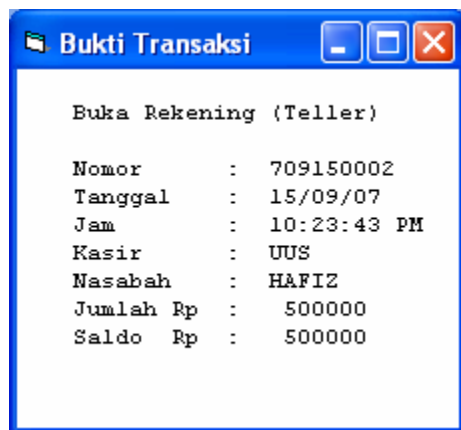 Bukti Transaksi
Buka Rekening (Teller)
Nomor : 709150002
Tanggal : 15/09/07
Jam : 10:23:43 PM
Kasir : UUS
Nasabah : HAFIZ
Jumlah Rp : 500000
Saldo Rp : 500000